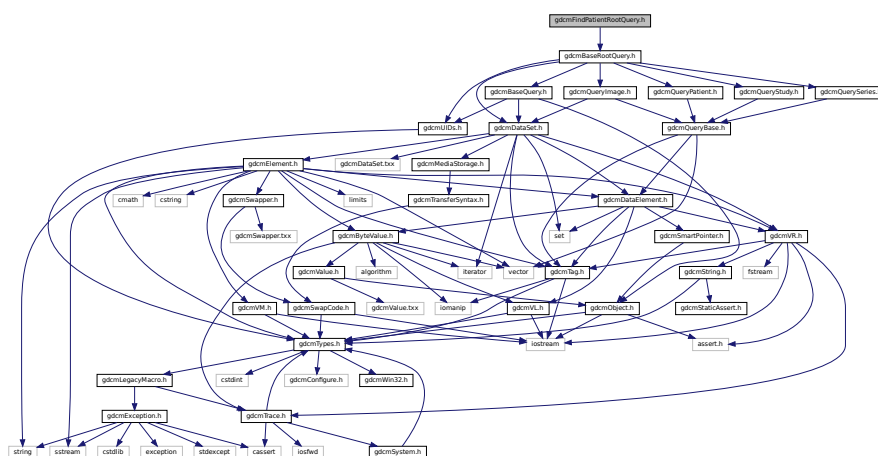 gdcmFindPatientRootQuery.h
gdcmBaseRootQuery.h
gdcmBaseQuery.h
gdcmQueryImage.h
gdcmQueryPatient.h
gdcmQueryStudy.h
gdcmQuerySeries.
gdcmUIDs.h
gdcmDataSet.h
gdcmQueryBase.h
gdcmElement.h
gdcmDataSet.txx
gdcmMediaStorage.h
cmath
cstring
gdcmSwapper.h
limits
gdcmTransferSyntax.h
gdcmDataElement.h
gdcmSwapper.txx
gdcmByteValue.h
set
gdcmSmartPointer.h
gdcmVR.h
gdcmValue.h
algorithm
iterator
vector
gdcmTag.h
gdcmString.h
fstream
gdcmVM.h
gdcmSwapCode.h
gdcmValue.txx
iomanip
gdcmVL.h
gdcmObject.h
gdcmStaticAssert.h
gdcmTypes.h
iostream
assert.h
gdcmLegacyMacro.h
cstdint
gdcmConfigure.h
gdcmWin32.h
gdcmException.h
gdcmTrace.h
string
sstream
cstdlib
exception
stdexcept
cassert
iosfwd
gdcmSystem.h